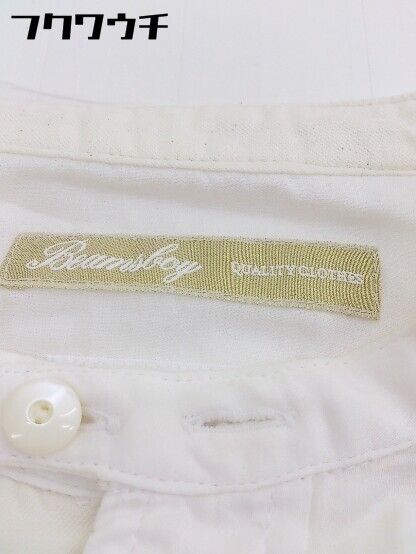 フクワウチ
Beamsboy QUALITY CLOTHES